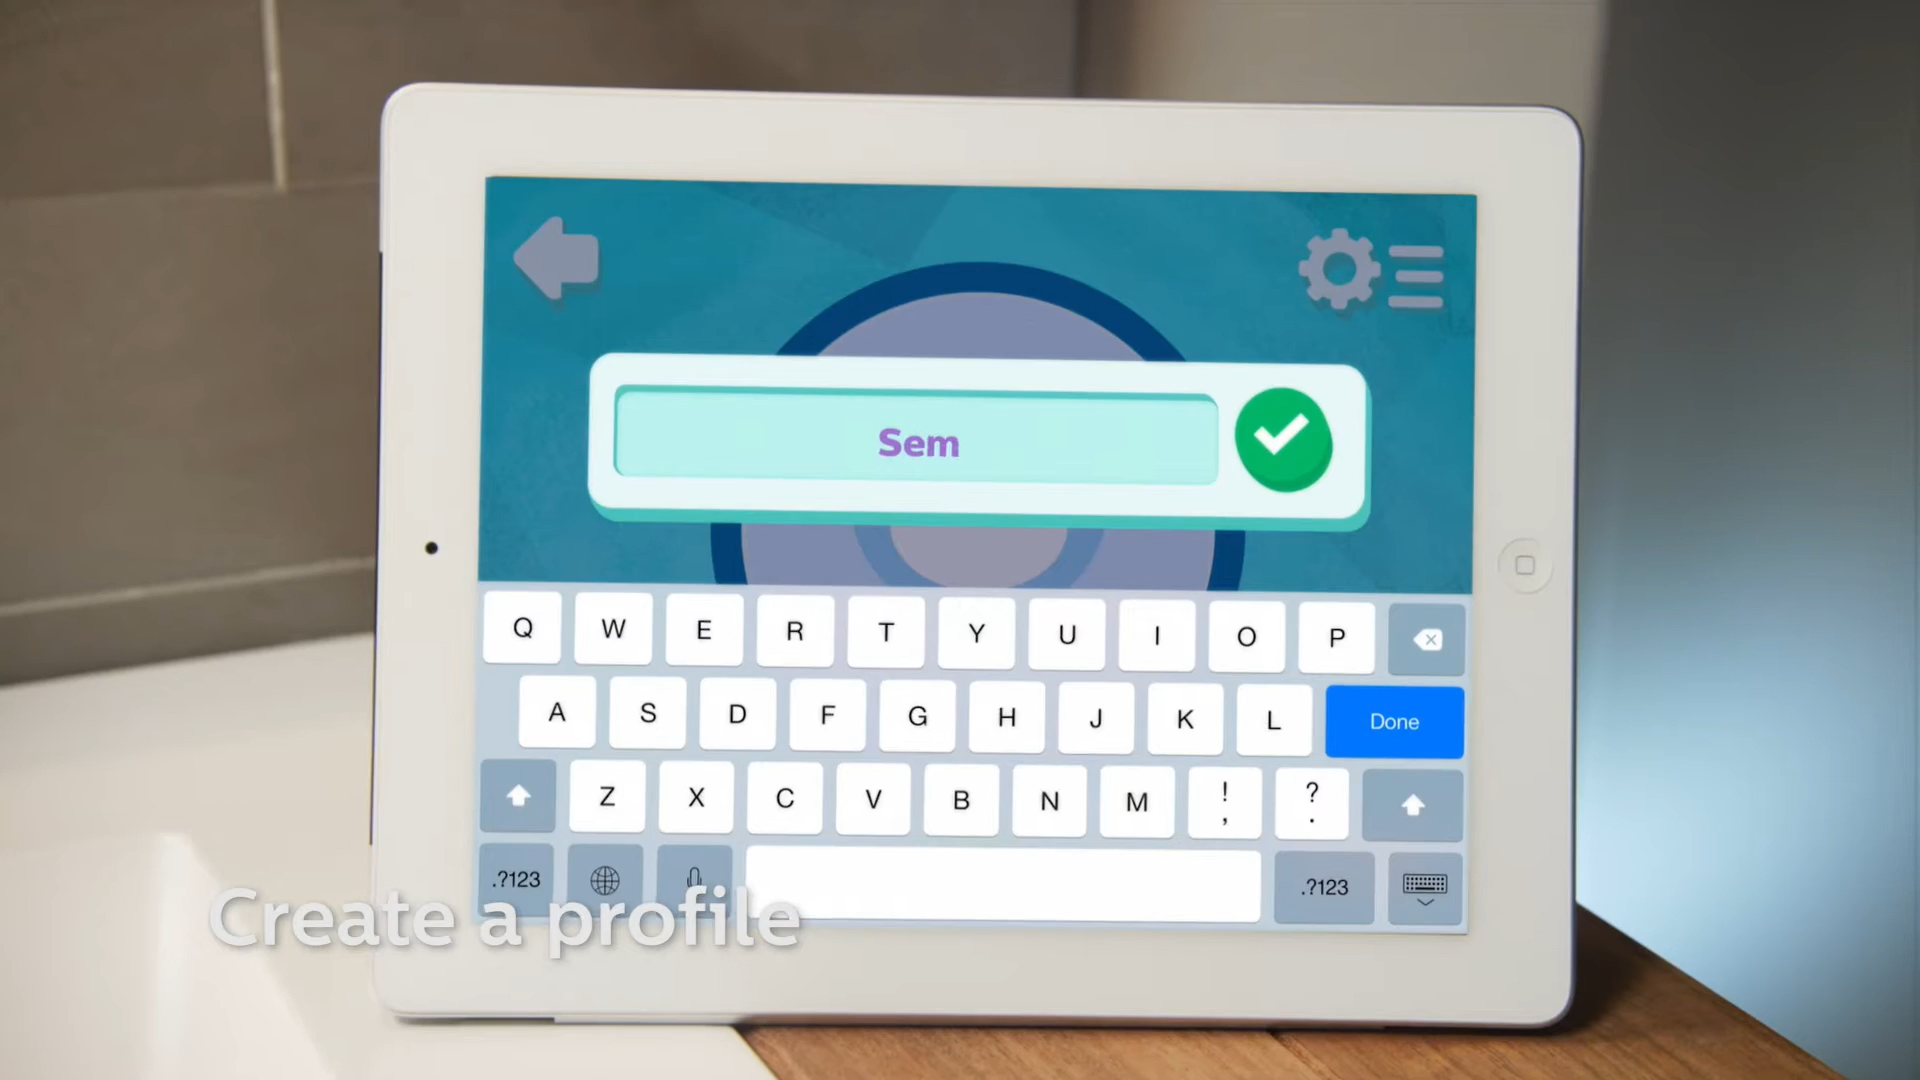 Sem
Q W E R T Y U I O P
A S D F G H J K L Done
Z X C V B N M ! , ? .
.?123 .?123
Create a profile